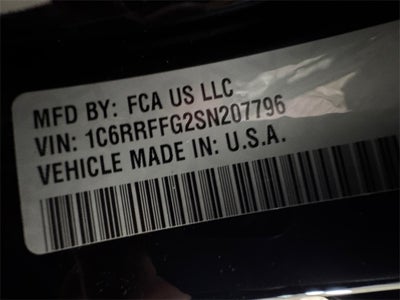 MFD BY: FCA US LLC
VIN: 1C6RRFFG2SN207796
VEHICLE MADE IN: U.S.A.